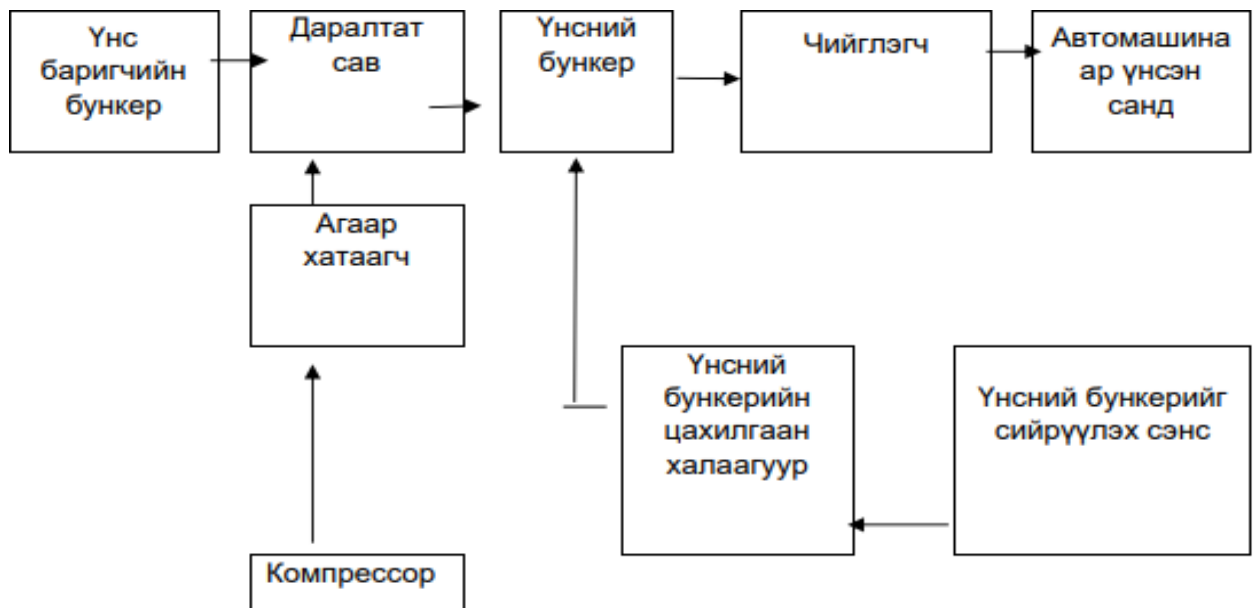 Үнс
баригчийн
бункер
Даралтат
сав
Үнсний
бункер
Чийглэгч
Автомашина
ар үнсэн
санд
Агаар
хатаагч
Үнсний
бункерийн
цахилгаан
халаагуур
Үнсний бункерийг
сийрүүлэх сэнс
Компрессор